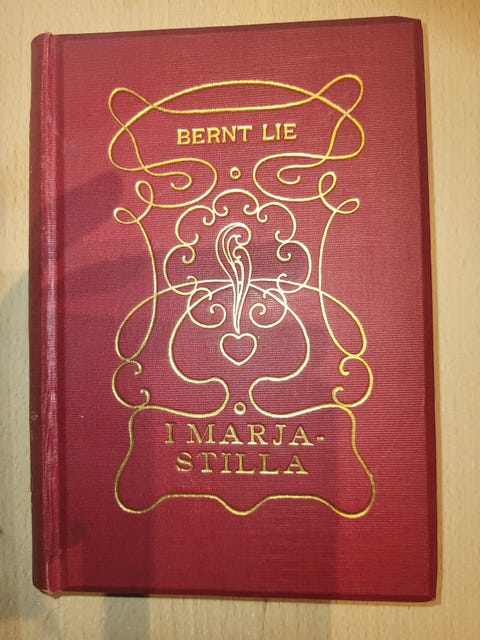 BERNT LIE
I MARJA-
STILLA